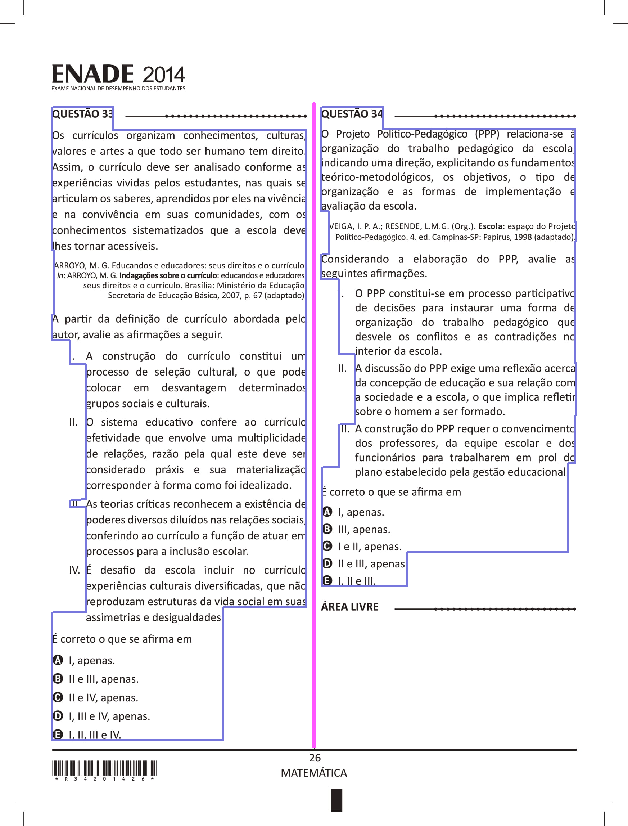 ENADE 2014
EXAME NACIONAL DE DESEMPENHO DOS ESTUDANTES
QUESTÃO 33
Os currículos organizam conhecimentos, culturas,
valores e artes a que todo ser humano tem direito.
Assim, o currículo deve ser analisado conforme as
experiências vividas pelos estudantes, nas quais se
articulam os saberes, aprendidos por eles na vivência
e na convivência em suas comunidades, com os
conhecimentos sistematizados que a escola deve
lhes tornar acessíveis.
ARROYO, M. G. Educandos e educadores: seus direitos e o currículo.
In: ARROYO, M. G. Indagações sobre o currículo: educandos e educadores
seus direitos e o currículo. Brasília: Ministério da Educação
Secretaria de Educação Básica, 2007, p. 67 (adaptado).
A partir da definição de currículo abordada pelo
autor, avalie as afirmações a seguir.
I. A construção do currículo constitui um
processo de seleção cultural, o que pode
colocar em desvantagem determinados
grupos sociais e culturais.
II. O sistema educativo confere ao currículo
efetividade que envolve uma multiplicidade
de relações, razão pela qual este deve ser
considerado práxis e sua materialização
corresponder à forma como foi idealizado.
III. As teorias críticas reconhecem a existência de
poderes diversos diluídos nas relações sociais,
conferindo ao currículo a função de atuar em
processos para a inclusão escolar.
IV. É desafio da escola incluir no currículo
experiências culturais diversificadas, que não
reproduzam estruturas da vida social em suas
assimetrias e desigualdades.
É correto o que se afirma em
A I, apenas.
B II e III, apenas.
C II e IV, apenas.
D I, III e IV, apenas.
E I, II, III e IV.
QUESTÃO 34
O Projeto Político-Pedagógico (PPP) relaciona-se à
organização do trabalho pedagógico da escola,
indicando uma direção, explicitando os fundamentos
teórico-metodológicos, os objetivos, o tipo de
organização e as formas de implementação e
avaliação da escola.
VEIGA, I. P. A.; RESENDE, L.M.G. (Org.). Escola: espaço do Projeto
Político-Pedagógico. 4. ed. Campinas-SP: Papirus, 1998 (adaptado).
Considerando a elaboração do PPP, avalie as
seguintes afirmações.
I. O PPP constitui-se em processo participativo
de decisões para instaurar uma forma de
organização do trabalho pedagógico que
desvele os conflitos e as contradições no
interior da escola.
II. A discussão do PPP exige uma reflexão acerca
da concepção de educação e sua relação com
a sociedade e a escola, o que implica refletir
sobre o homem a ser formado.
III. A construção do PPP requer o convencimento
dos professores, da equipe escolar e dos
funcionários para trabalharem em prol do
plano estabelecido pela gestão educacional.
É correto o que se afirma em
A I, apenas.
B III, apenas.
C I e II, apenas.
D II e III, apenas.
E I, II e III.
ÁREA LIVRE
26
MATEMÁTICA